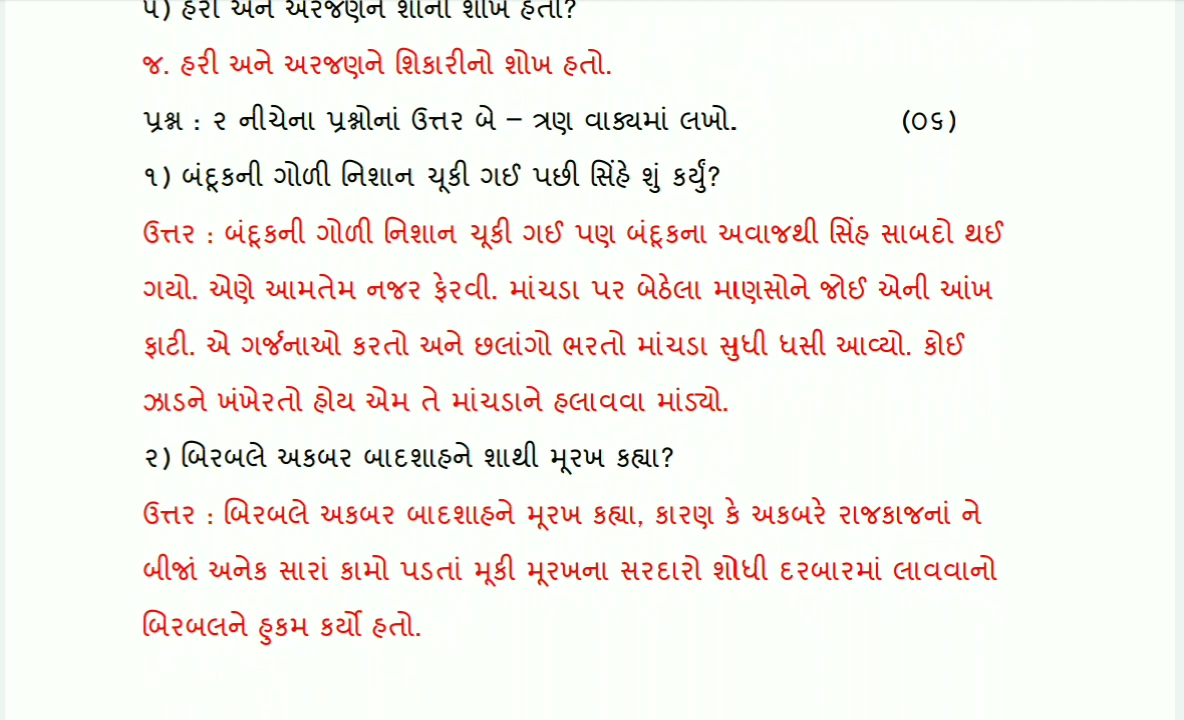 ૫) હરી અને અરજણને શાનો શોખ હતો?
જ. હરી અને અરજણને શિકારીનો શોખ હતો.
પ્રશ્ન : ૨ નીચેના પ્રશ્નોનાં ઉત્તર બે – ત્રણ વાક્યમાં લખો. (૦૬)
૧) બંદૂકની ગોળી નિશાન ચૂકી ગઈ પછી સિંહે શું કર્યું?
ઉત્તર : બંદૂકની ગોળી નિશાન ચૂકી ગઈ પણ બંદૂકના અવાજથી સિંહ સાબદો થઈ
ગયો. એણે આમતેમ નજર ફેરવી. માંચડા પર બેઠેલા માણસોને જોઈ એની આંખ
ફાટી. એ ગર્જનાઓ કરતો અને છલાંગો ભરતો માંચડા સુધી ધસી આવ્યો. કોઈ
ઝાડને ખંખેરતો હોય એમ તે માંચડાને હલાવવા માંડ્યો.
૨) બિરબલે અકબર બાદશાહને શાથી મૂરખ કહ્યા?
ઉત્તર : બિરબલે અકબર બાદશાહને મૂરખ કહ્યા, કારણ કે અકબરે રાજકાજનાં ને
બીજાં અનેક સારાં કામો પડતાં મૂકી મૂરખના સરદારો શોધી દરબારમાં લાવવાનો
બિરબલને હુકમ કર્યો હતો.